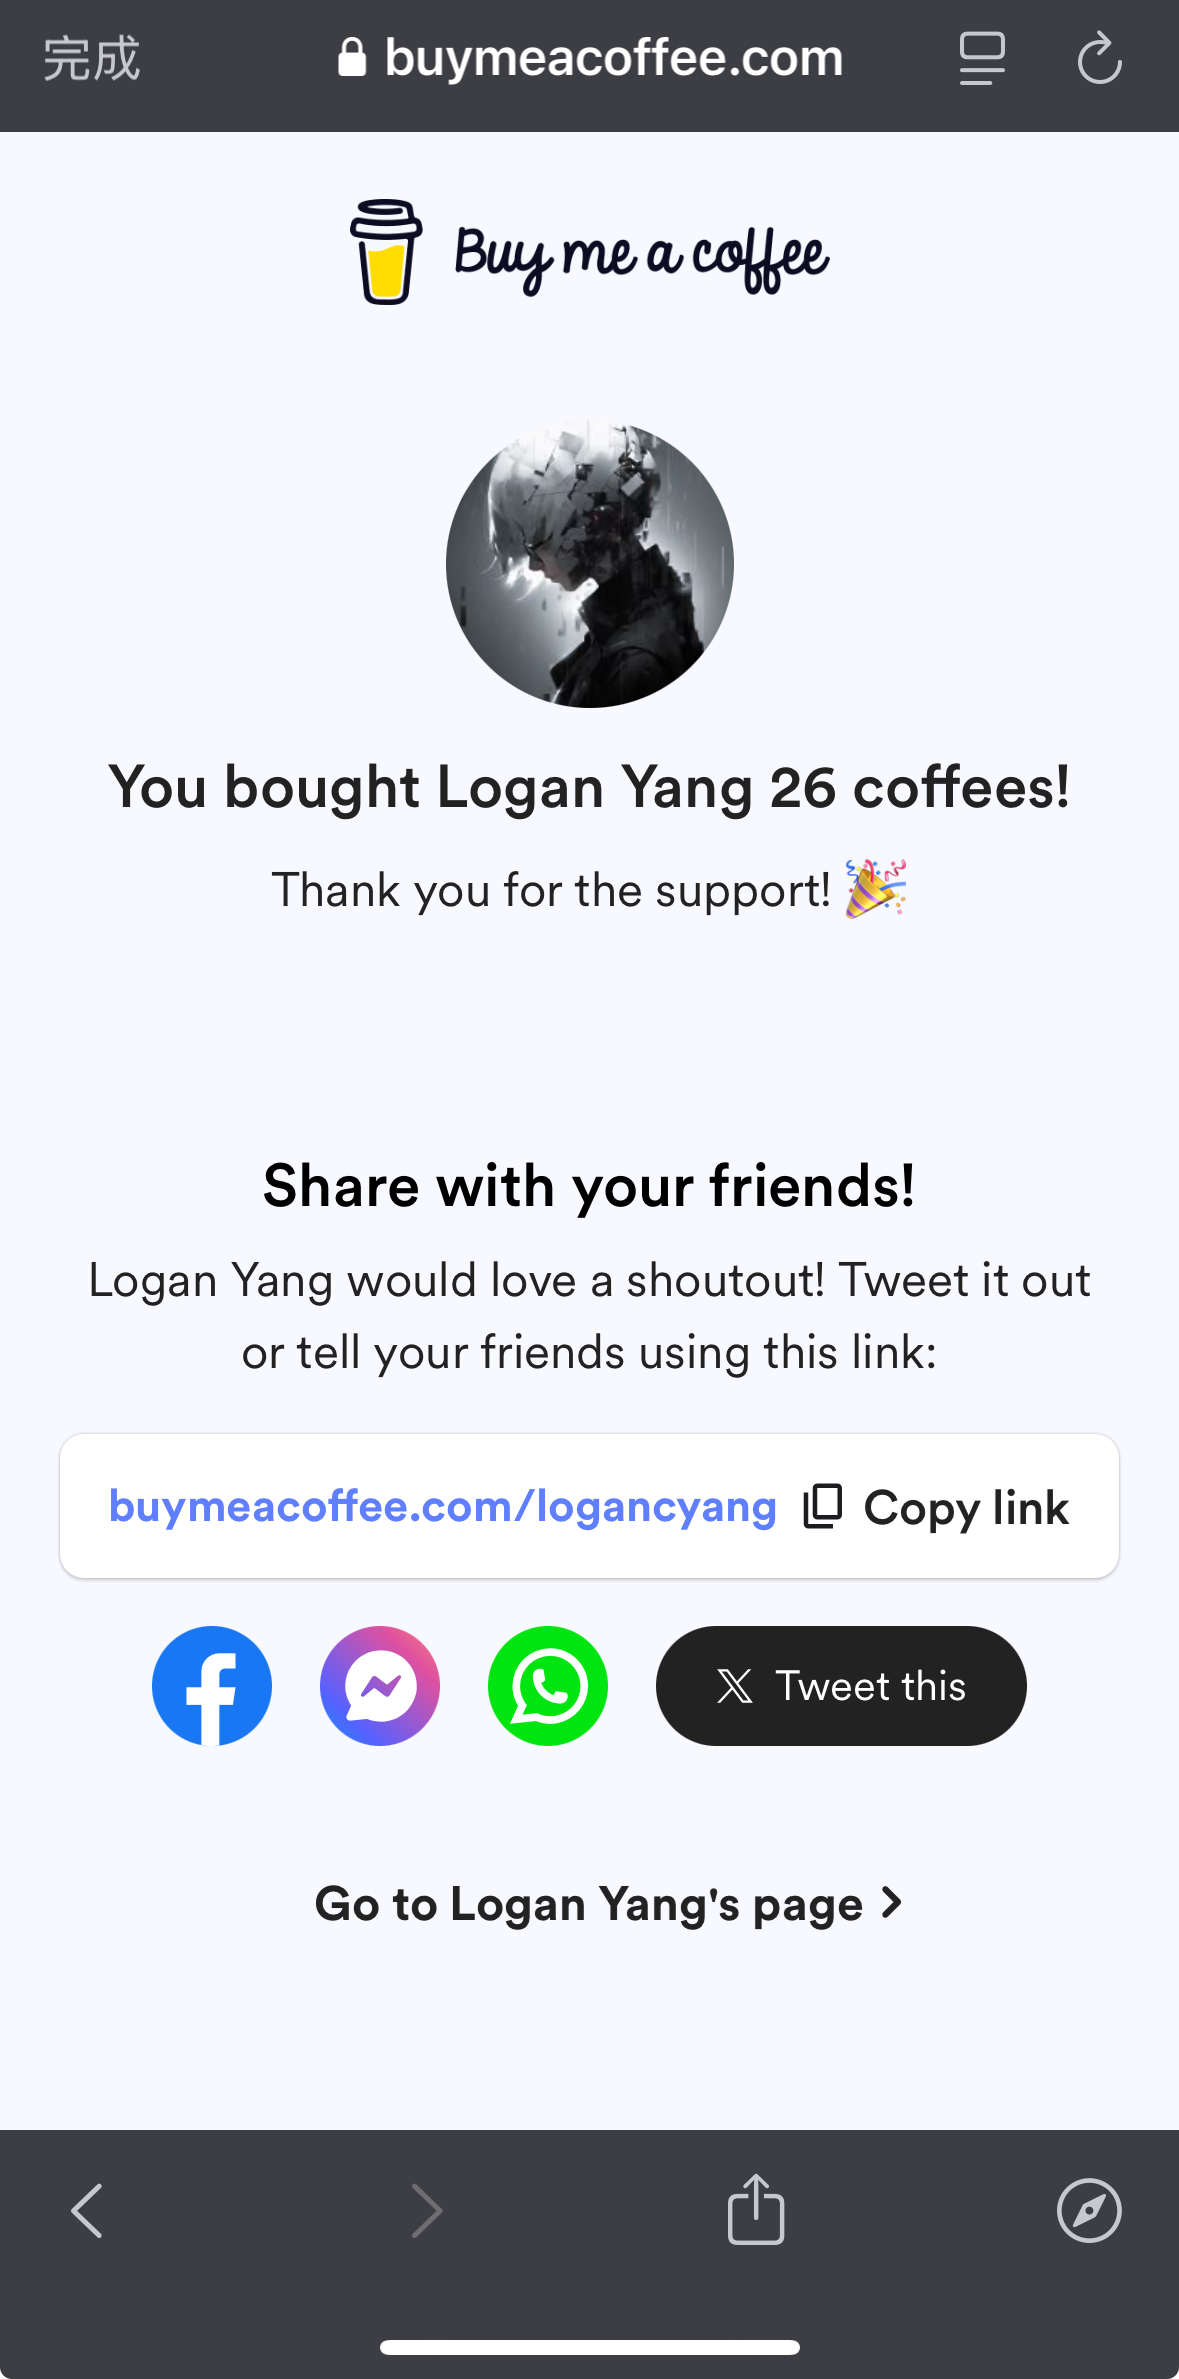 完成
buymeacoffee.com
Buy me a coffee
You bought Logan Yang 26 coffees!
Thank you for the support! 🎉
Share with your friends!
Logan Yang would love a shoutout! Tweet it out
or tell your friends using this link:
buymeacoffee.com/logancyang Copy link
Tweet this
Go to Logan Yang's page